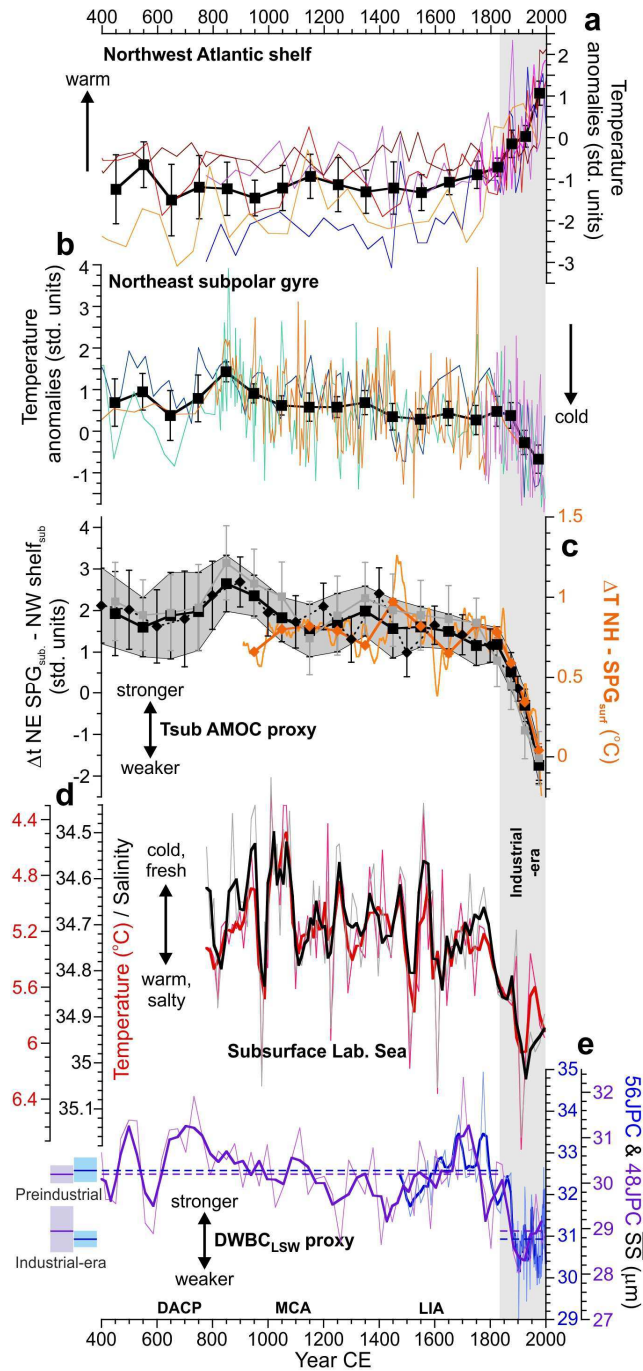 400 600 800 1000 1200 1400 1600 1800 2000
a
Northwest Atlantic shelf
warm
2
1
0
-1
-2
-3
Temperature
anomalies (std. units)
b
4
3
2
1
0
-1
Temperature
anomalies (std. units)
Northeast subpolar gyre
cold
c
4
3
2
1
0
-1
-2
Δt NE SPGsub. - NW shelfsub
(std. units)
1.5
1
0.5
0
Δ T NH - SPGsurf (°C)
stronger
Tsub AMOC proxy
weaker
d
4.4
4.8
5.2
5.6
6
6.4
34.5
34.6
34.7
34.8
34.9
35
35.1
Temperature (°C) / Salinity
cold,
fresh
warm,
salty
Subsurface Lab. Sea
Industrial
-era
e
35
34
33
32
31
30
29
32
31
30
29
28
27
56JPC & 48JPC SS (μm)
Preindustrial
Industrial-era
stronger
DWBCLSW proxy
weaker
DACP MCA LIA
400 600 800 1000 1200 1400 1600 1800 2000
Year CE